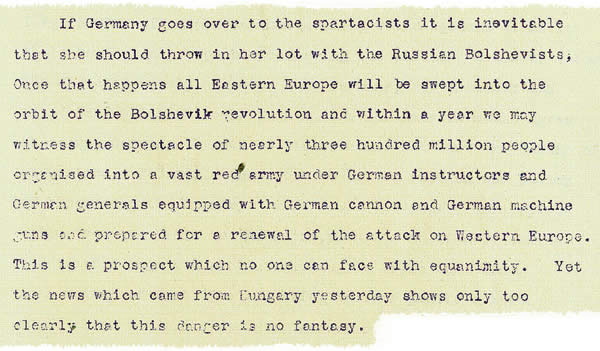 If Germany goes over to the spartacists it is inevitable
that she should throw in her lot with the Russian Bolshevists,
Once that happens all Eastern Europe will be swept into the
orbit of the Bolshevik revolution and within a year we may
witness the spectacle of nearly three hundred million people
organised into a vast red army under German instructors and
German generals equipped with German cannon and German machine
guns and prepared for a renewal of the attack on Western Europe.
This is a prospect which no one can face with equanimity. Yet
the news which came from Hungary yesterday shows only too
clearly that this danger is no fantasy.